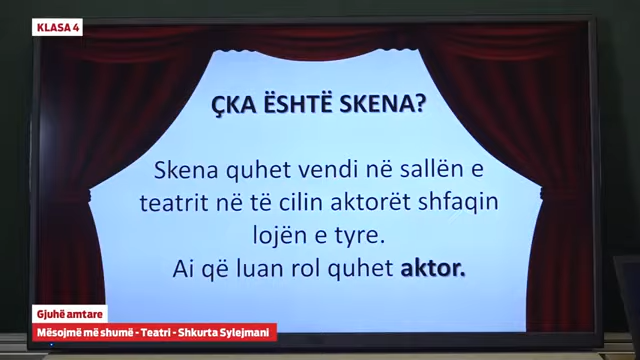 KLASA 4
ÇKA ËSHTË SKENA?
Skena quhet vendi në sallën e
teatrit në të cilin aktorët shfaqin
lojën e tyre.
Ai që luan rol quhet aktor.
Gjuhë amtare
Mësojmë më shumë - Teatri - Shkurta Sylejmani